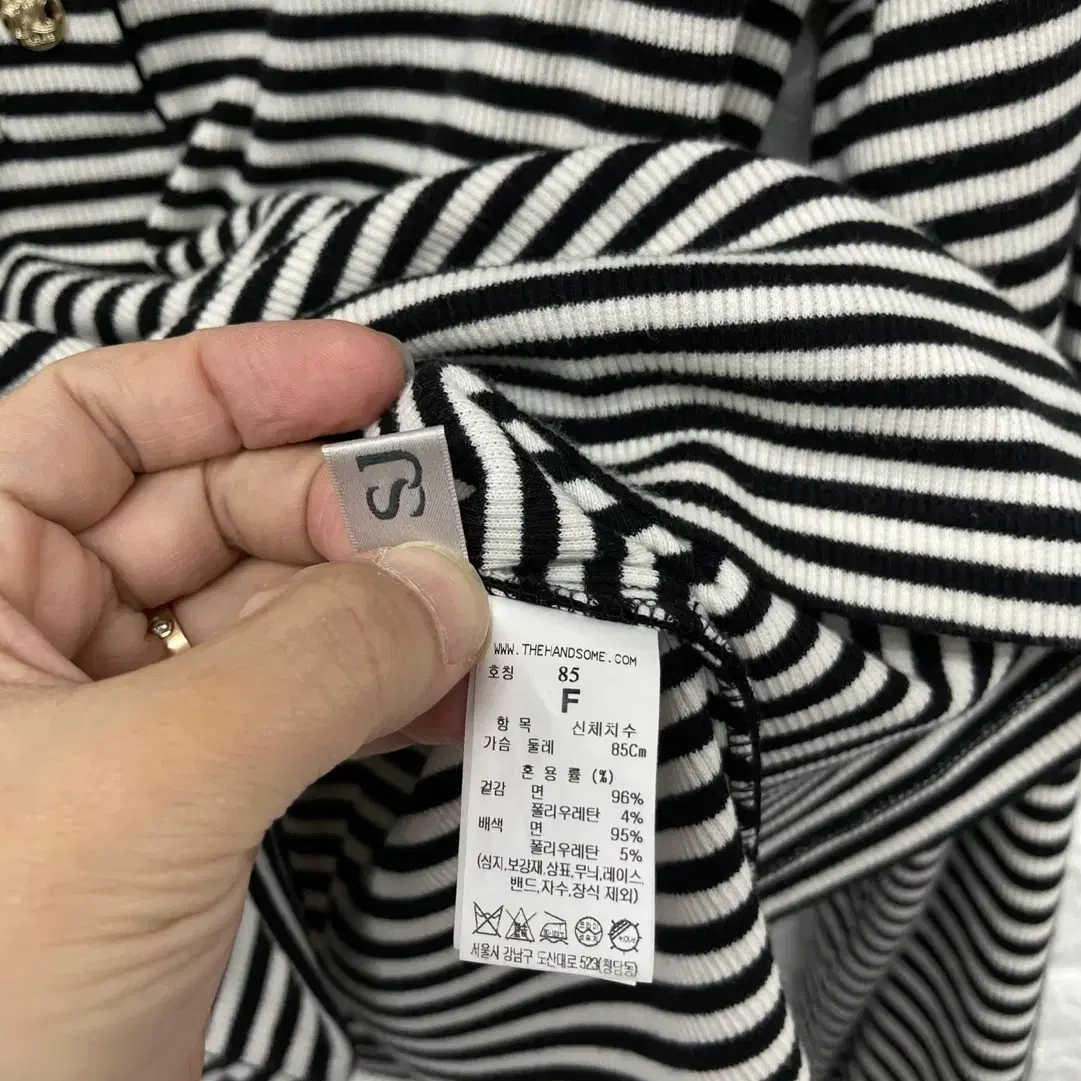 SJ
WWW.THEHANDSOME.COM
호칭 85
F
항 목 신체치수
가슴 둘레 85Cm
혼 용 률 (%)
겉감 면 96%
폴리우레탄 4%
배색 면 95%
폴리우레탄 5%
(심지,보강재,상표,무늬,레이스,
밴드,자수,장식 제외)
서울시 강남구 도산대로 523(청담동)